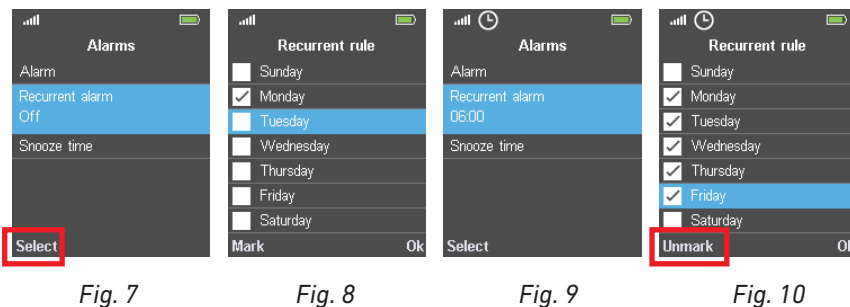 Alarms
Alarm
Recurrent alarm
Off
Snooze time
Select
Recurrent rule
Sunday
Monday
Tuesday
Wednesday
Thursday
Friday
Saturday
Mark Ok
Alarms
Alarm
Recurrent alarm
06:00
Snooze time
Select
Recurrent rule
Sunday
Monday
Tuesday
Wednesday
Thursday
Friday
Saturday
Unmark Ok
Fig. 7 Fig. 8 Fig. 9 Fig. 10